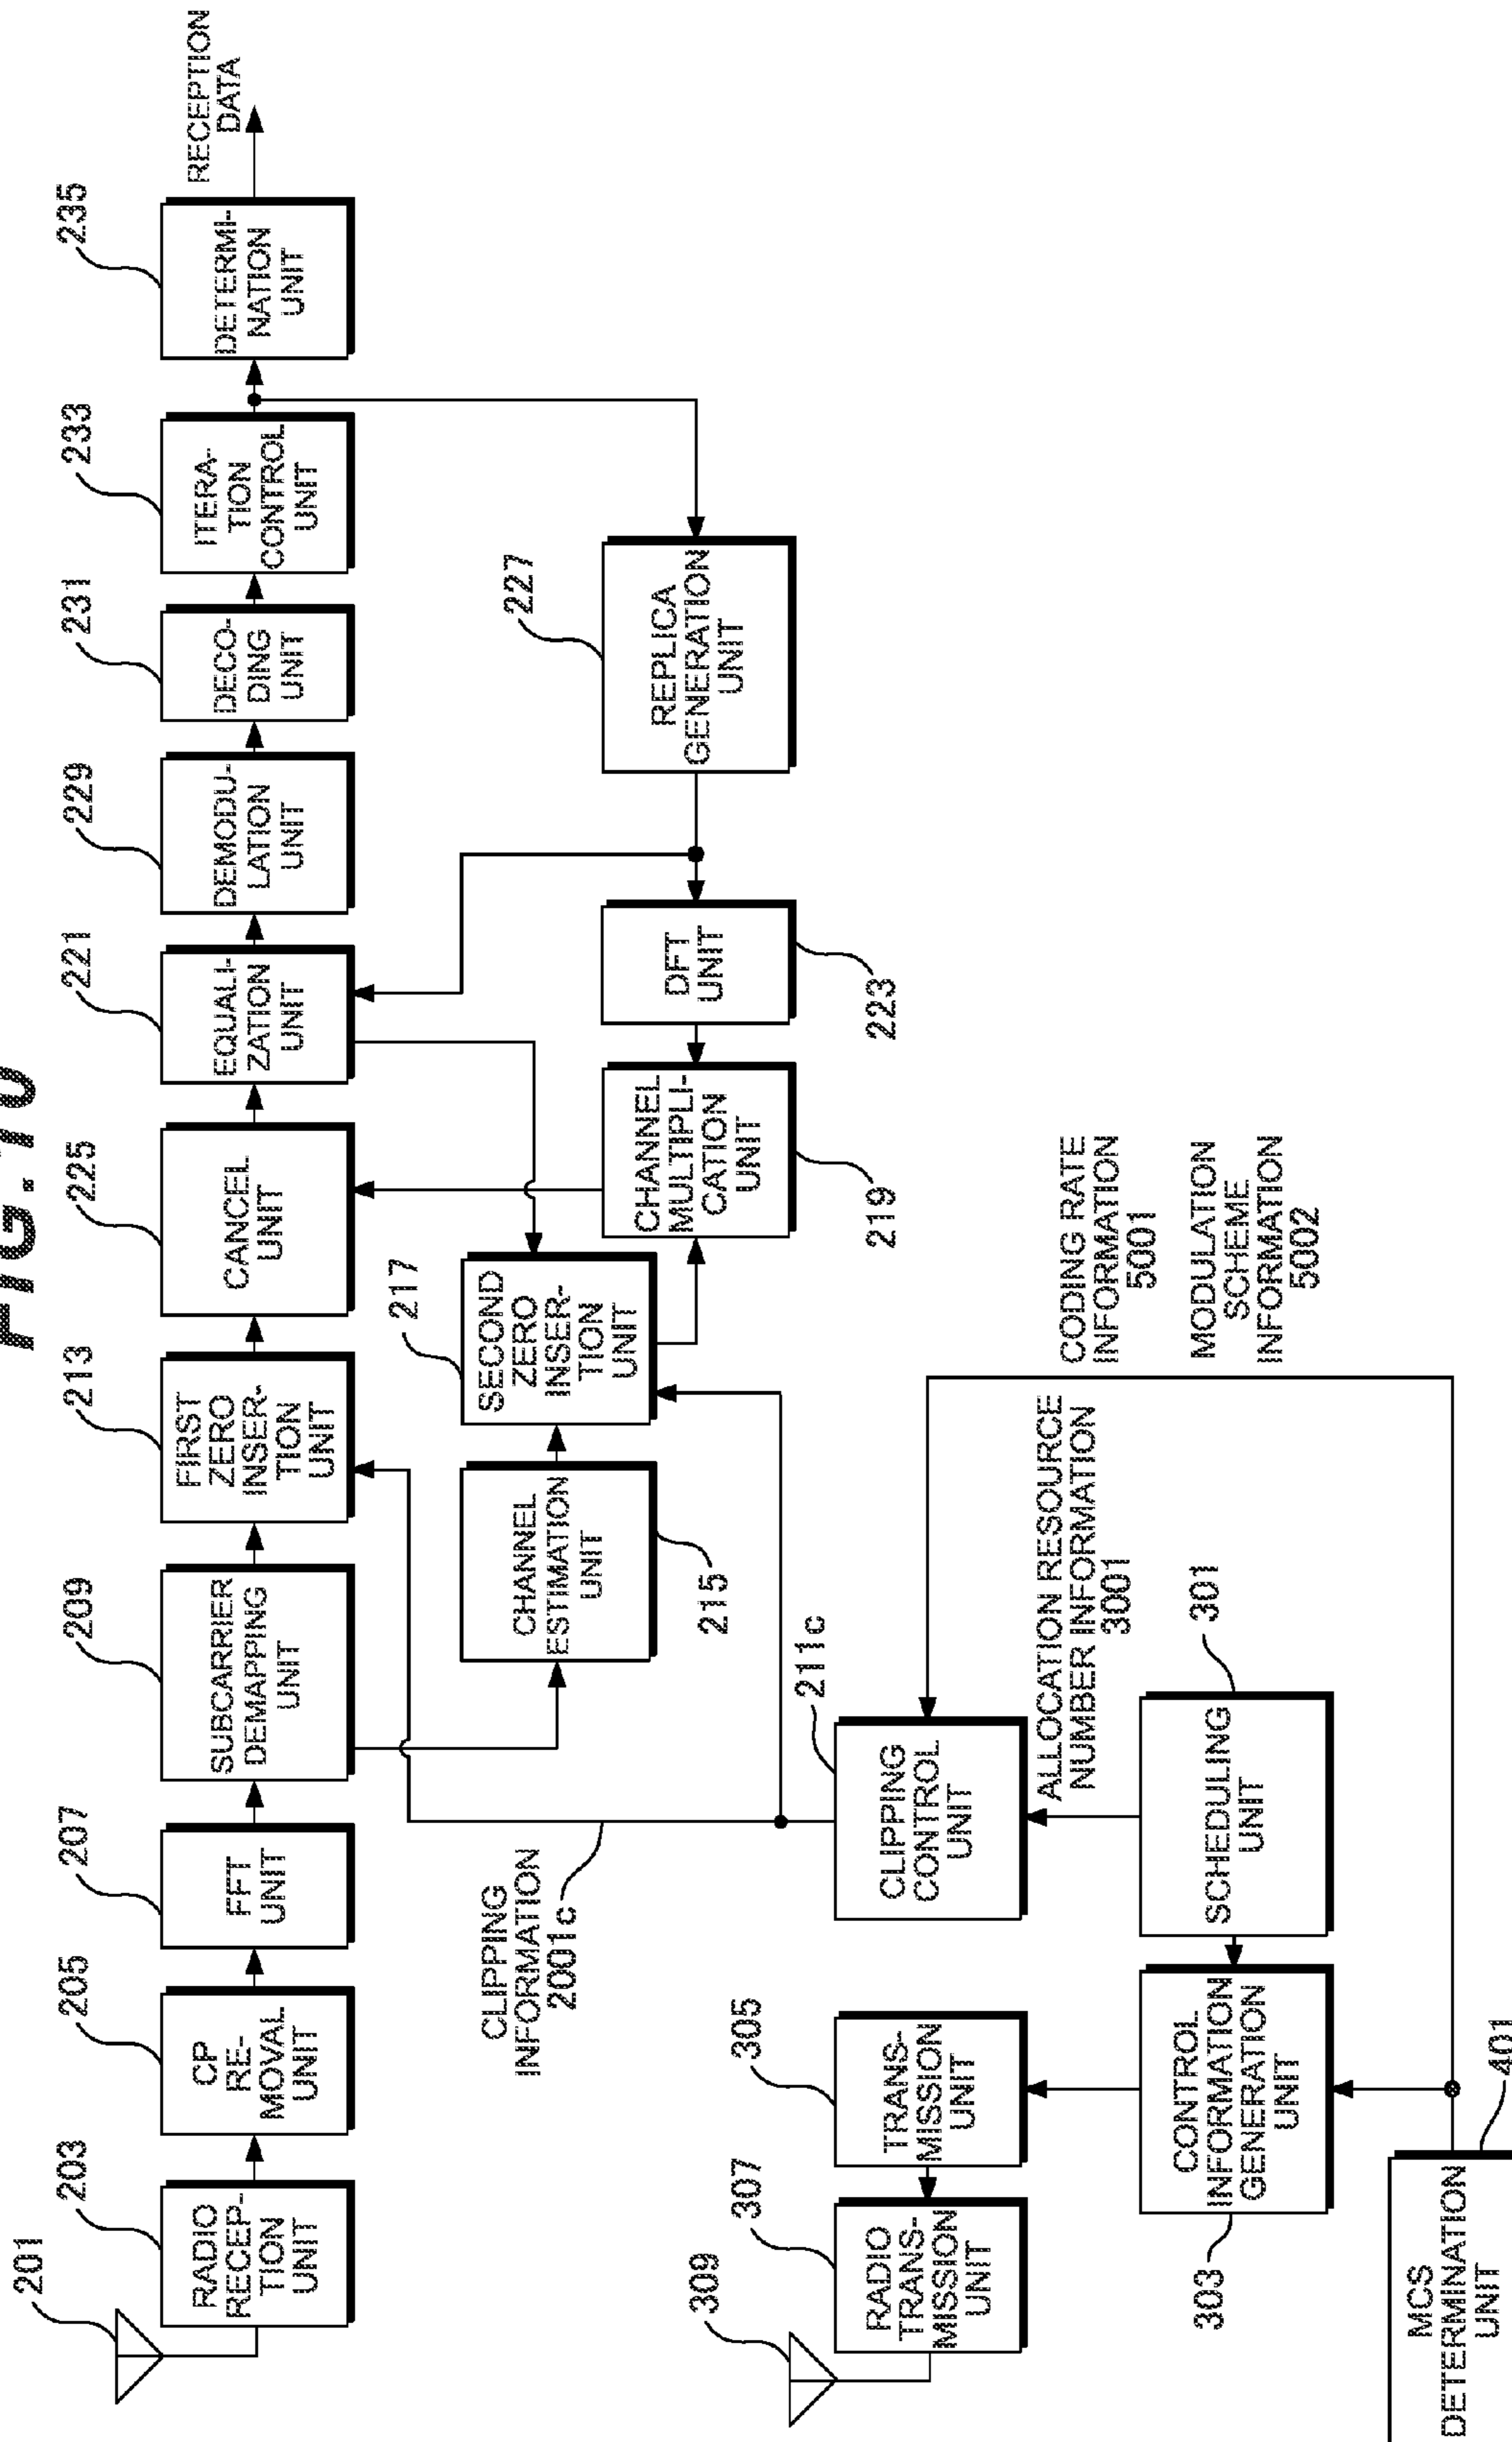 FIG. 10
201
203
RADIO
RECEP-
TION
UNIT
205
CP
RE-
MOVAL
UNIT
207
FFT
UNIT
209
SUBCARRIER
DEMAPPING
UNIT
213
FIRST
ZERO
INSER-
TION
UNIT
225
CANCEL
UNIT
221
EQUALI-
ZATION
UNIT
229
DEMODU-
LATION
UNIT
231
DECO-
DING
UNIT
233
ITERA-
TION
CONTROL
UNIT
235
DETERMI-
NATION
UNIT
RECEPTION
DATA
CLIPPING
INFORMATION
2001c
CHANNEL
ESTIMATION
UNIT
215
217
SECOND
ZERO
INSER-
TION
UNIT
CHANNEL
MULTIPLI-
CATION
UNIT
219
DFT
UNIT
223
227
REPLICA
GENERATION
UNIT
309
307
RADIO
TRANS-
MISSION
UNIT
305
TRANS-
MISSION
UNIT
211c
CLIPPING
CONTROL
UNIT
ALLOCATION RESOURCE
NUMBER INFORMATION
3001
CODING RATE
INFORMATION
5001
MODULATION
SCHEME
INFORMATION
5002
303
CONTROL
INFORMATION
GENERATION
UNIT
301
SCHEDULING
UNIT
MCS
DETERMINATION
UNIT
401